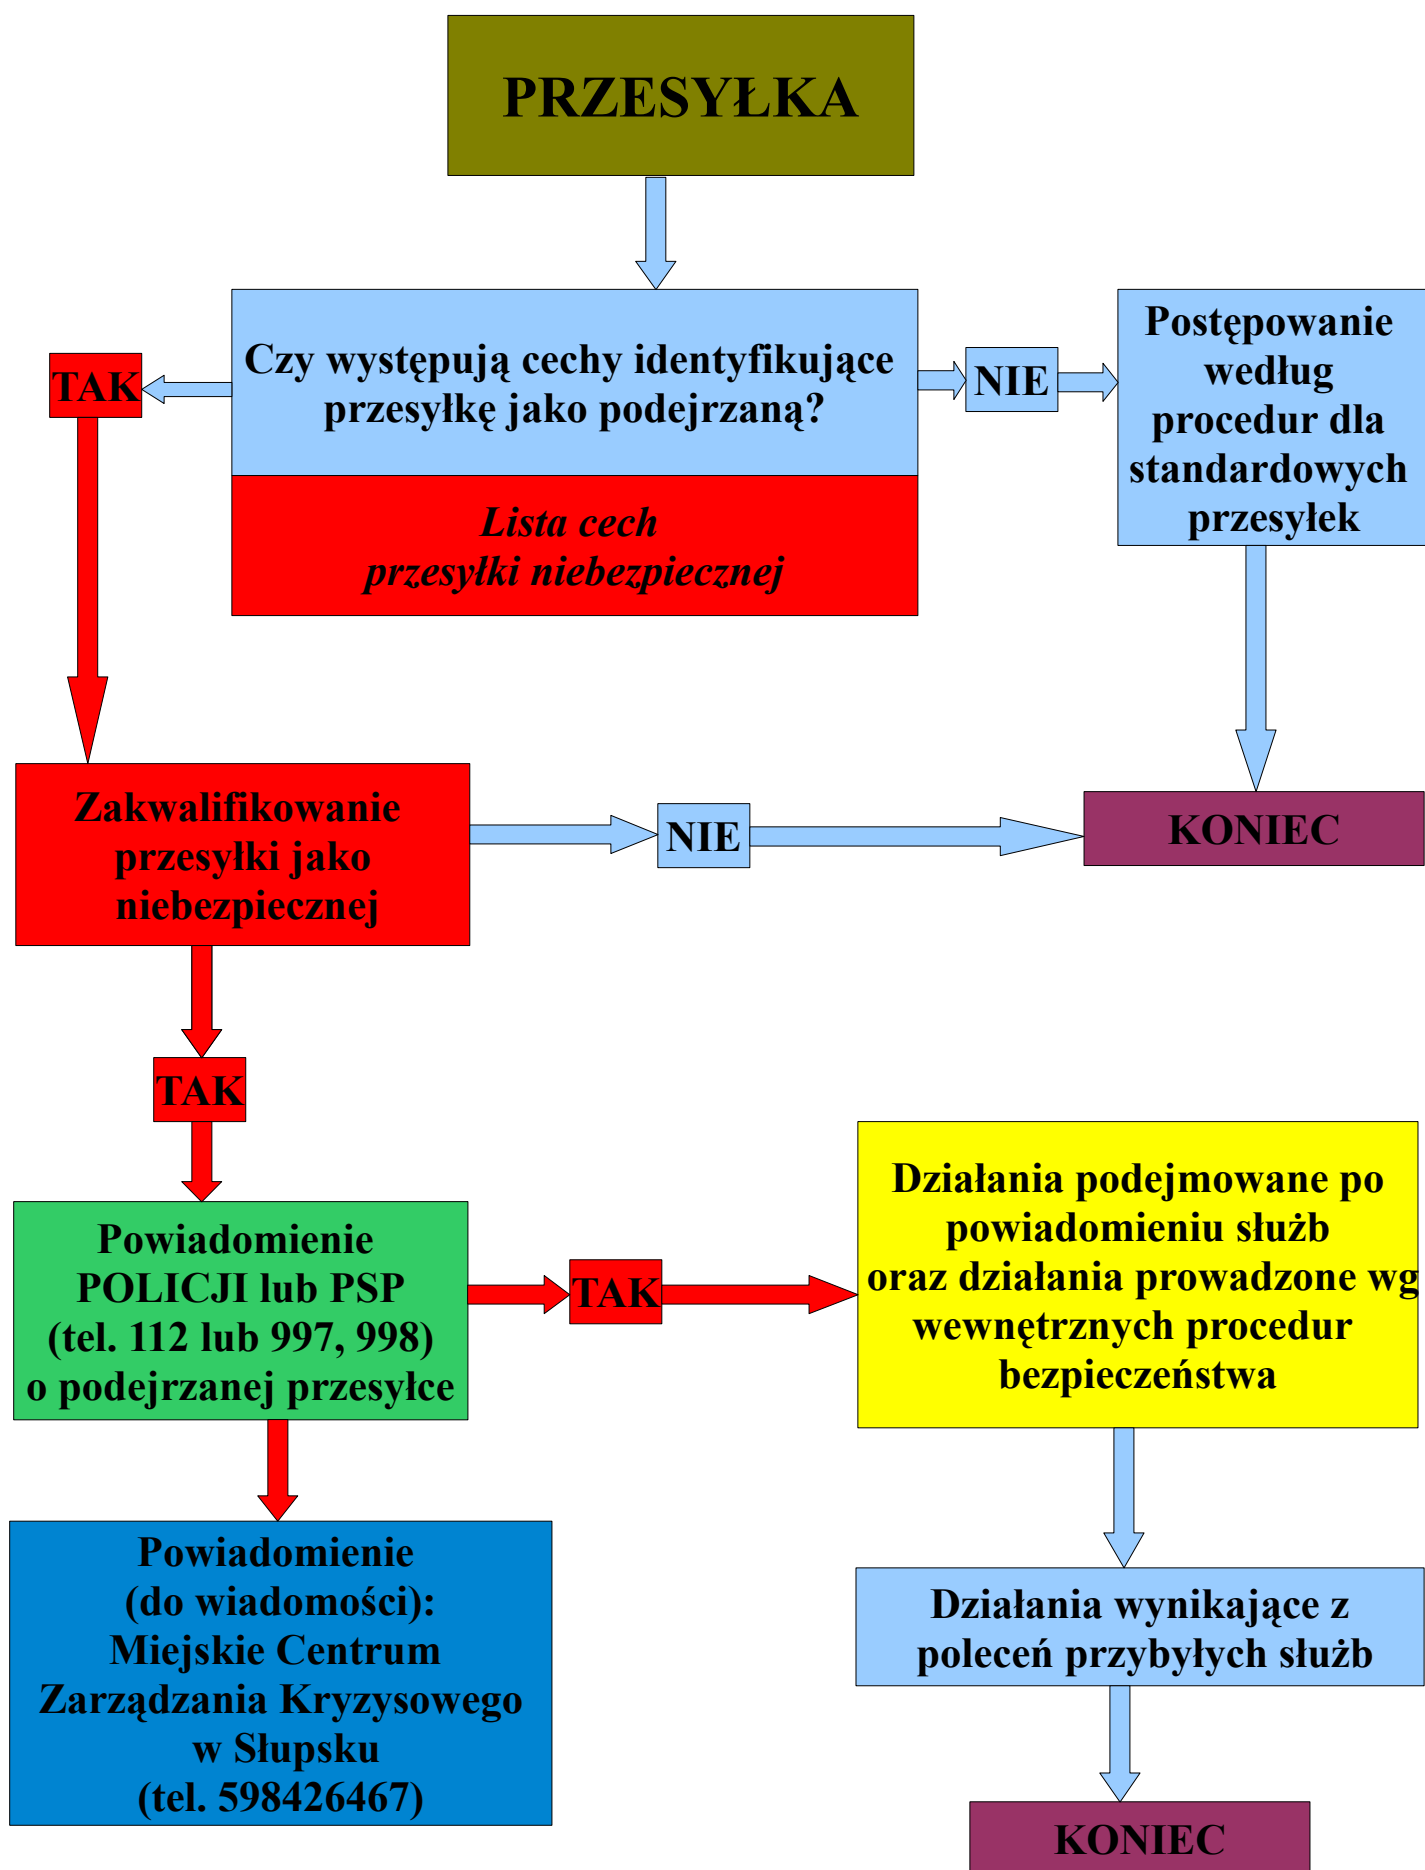 PRZESYŁKA
Czy występują cechy identyfikujące
przesyłkę jako podejrzaną?
TAK
NIE
Postępowanie
według
procedur dla
standardowych
przesyłek
Lista cech
przesyłki niebezpiecznej
Zakwalifikowanie
przesyłki jako
niebezpiecznej
NIE
KONIEC
TAK
Powiadomienie
POLICJI lub PSP
(tel. 112 lub 997, 998)
o podejrzanej przesyłce
TAK
Działania podejmowane po
powiadomieniu służb
oraz działania prowadzone wg
wewnętrznych procedur
bezpieczeństwa
Powiadomienie
(do wiadomości):
Miejskie Centrum
Zarządzania Kryzysowego
w Słupsku
(tel. 598426467)
Działania wynikające z
poleceń przybyłych służb
KONIEC